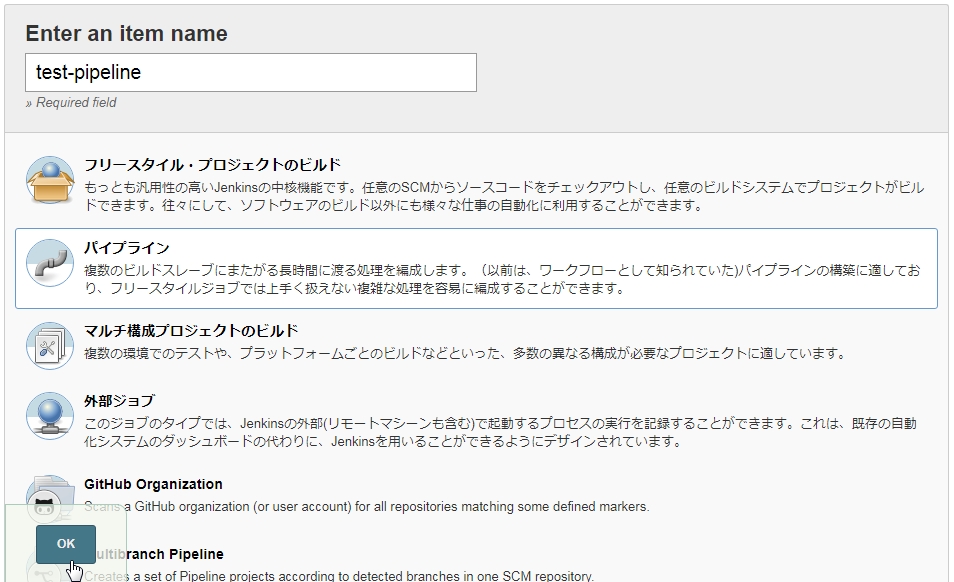 Enter an item name
test-pipeline
» Required field
フリースタイル・プロジェクトのビルド
もっとも汎用性の高いJenkinsの中核機能です。任意のSCMからソースコードをチェックアウトし、任意のビルドシステムでプロジェクトがビル
ドできます。往々にして、ソフトウェアのビルド以外にも様々な仕事の自動化に利用することができます。
パイプライン
複数のビルドスレーブにまたがる長時間に渡る処理を編成します。（以前は、ワークフローとして知られていた)パイプラインの構築に適してお
り、フリースタイルジョブでは上手く扱えない複雑な処理を容易に編成することができます。
マルチ構成プロジェクトのビルド
複数の環境でのテストや、プラットフォームごとのビルドなどといった、多数の異なる構成が必要なプロジェクトに適しています。
外部ジョブ
このジョブのタイプでは、Jenkinsの外部(リモートマシーンも含む)で起動するプロセスの実行を記録することができます。これは、既存の自動
化システムのダッシュボードの代わりに、Jenkinsを用いることができるようにデザインされています。
GitHub Organization
Scans a GitHub organization (or user account) for all repositories matching some defined markers.
OK
Multibranch Pipeline
Creates a set of Pipeline projects according to detected branches in one SCM repository.